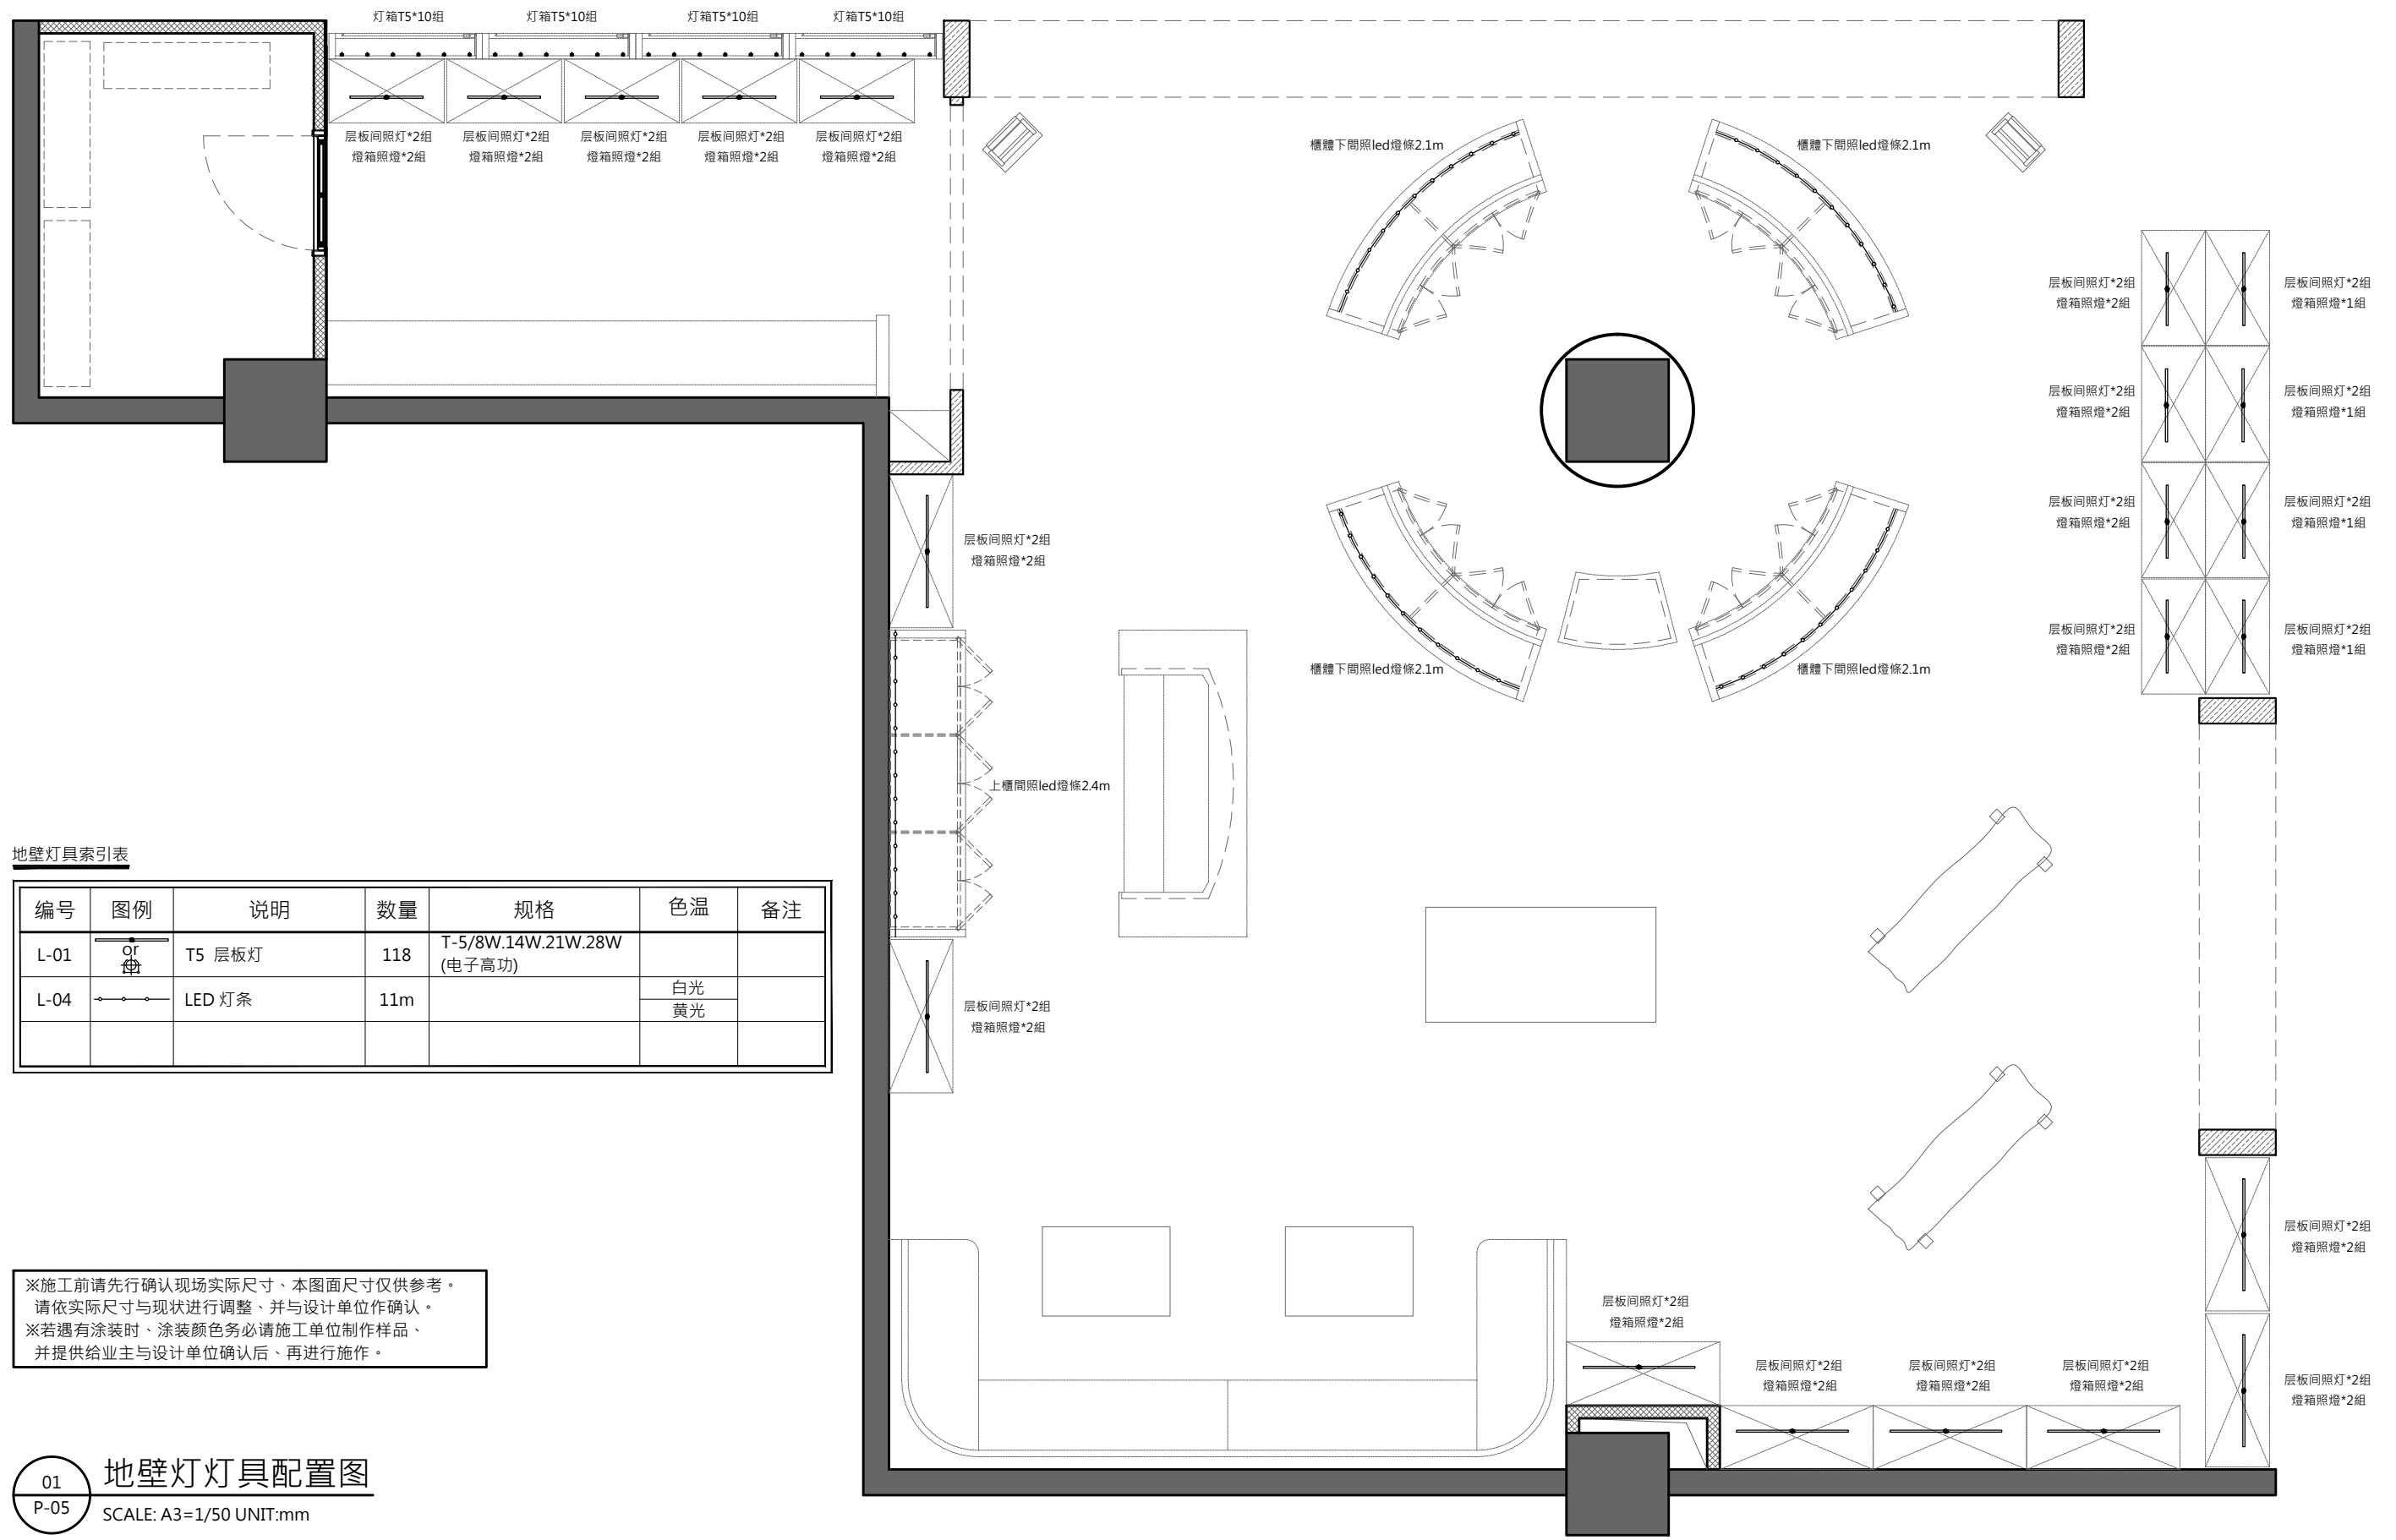 灯箱T5*10组
灯箱T5*10组
灯箱T5*10组
灯箱T5*10组
层板间照灯*2组
燈箱照燈*2組
层板间照灯*2组
燈箱照燈*2組
层板间照灯*2组
燈箱照燈*2組
层板间照灯*2组
燈箱照燈*2組
层板间照灯*2组
燈箱照燈*2組
櫃體下間照led燈條2.1m
櫃體下間照led燈條2.1m
层板间照灯*2组
燈箱照燈*2組
层板间照灯*2组
燈箱照燈*1組
层板间照灯*2组
燈箱照燈*2組
层板间照灯*2组
燈箱照燈*1組
层板间照灯*2组
燈箱照燈*2組
层板间照灯*2组
燈箱照燈*1組
层板间照灯*2组
燈箱照燈*2組
层板间照灯*2组
燈箱照燈*2組
层板间照灯*2组
燈箱照燈*1組
櫃體下間照led燈條2.1m
櫃體下間照led燈條2.1m
上櫃間照led燈條2.4m
地壁灯具索引表
编号 图例 说明 数量 规格 色温 备注
L-01 or T5 层板灯 118 T-5/8W.14W.21W.28W
(电子高功)
L-04 LED 灯条 11m 白光
黄光
层板间照灯*2组
燈箱照燈*2組
层板间照灯*2组
燈箱照燈*2組
※施工前请先行确认现场实际尺寸、本图面尺寸仅供参考。
请依实际尺寸与现状进行调整、并与设计单位作确认。
※若遇有涂装时、涂装颜色务必请施工单位制作样品、
并提供给业主与设计单位确认后、再进行施作。
层板间照灯*2组
燈箱照燈*2組
层板间照灯*2组
燈箱照燈*2組
层板间照灯*2组
燈箱照燈*2組
层板间照灯*2组
燈箱照燈*2組
层板间照灯*2组
燈箱照燈*2組
01
P-05
地壁灯灯具配置图
SCALE: A3=1/50 UNIT:mm